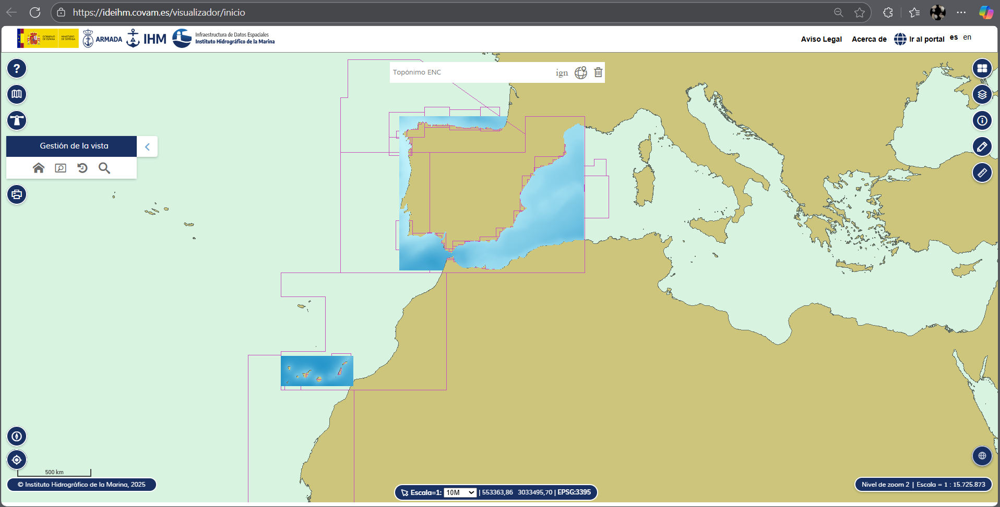 https://ideihm.covam.es/visualizador/inicio
GOBIERNO DE ESPAÑA
MINISTERIO DE DEFENSA
ARMADA
IHM
Infraestructura de Datos Espaciales
Instituto Hidrográfico de la Marina
Aviso Legal
Acerca de
Ir al portal
es
en
?
Topónimo ENC
ign
Gestión de la vista
500 km
© Instituto Hidrográfico de la Marina, 2025
Escala=1: 10M | 553363,86 3033495,70 | EPSG:3395
Nivel de zoom 2 | Escala = 1 : 15.725.873